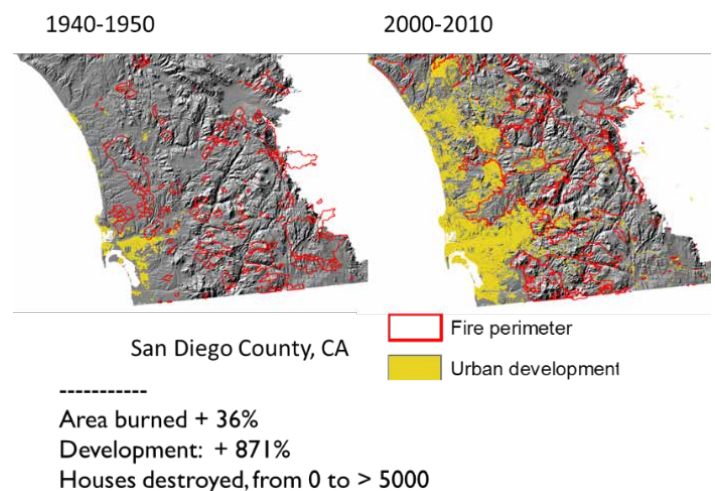 1940-1950
2000-2010
Fire perimeter
Urban development
San Diego County, CA
-----------
Area burned + 36%
Development: + 871%
Houses destroyed, from 0 to > 5000